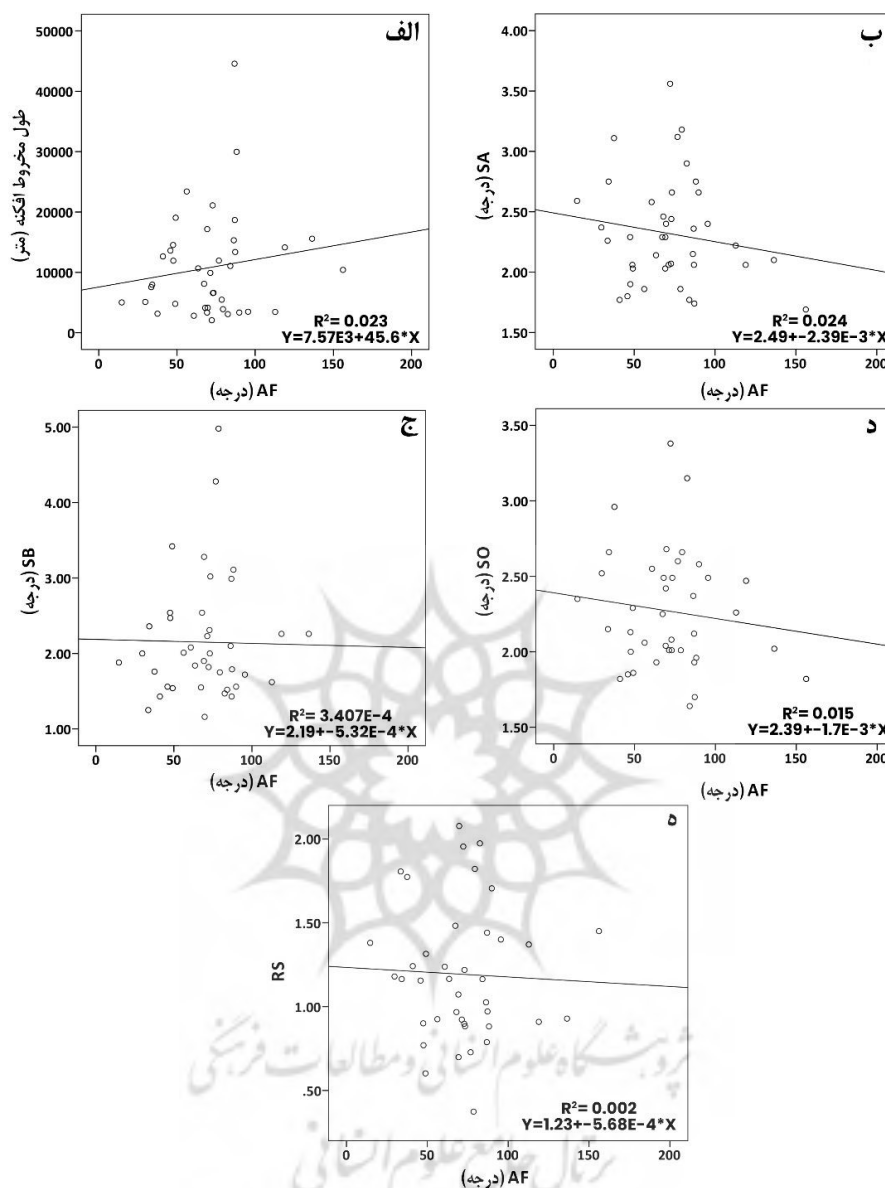 الف
50000
40000
30000
20000
10000
0
طول مخروط افکنه (متر)
R²= 0.023
Y=7.57E3+45.6*X
0 50 100 150 200
AF (درجه)
ب
4.00
3.50
3.00
2.50
2.00
1.50
SA (درجه)
R²= 0.024
Y=2.49+-2.39E-3*X
0 50 100 150 200
AF (درجه)
ج
5.00
4.00
3.00
2.00
1.00
SB (درجه)
R²= 3.407E-4
Y=2.19+-5.32E-4*X
0 50 100 150 200
AF (درجه)
د
3.50
3.00
2.50
2.00
1.50
SO (درجه)
R²= 0.015
Y=2.39+-1.7E-3*X
0 50 100 150 200
AF (درجه)
ه
2.00
1.50
1.00
.50
RS
R²= 0.002
Y=1.23+-5.68E-4*X
0 50 100 150 200
AF (درجه)
پژوهشگاه علوم انسانی و مطالعات فرهنگی
پرتال جامع علوم انسانی